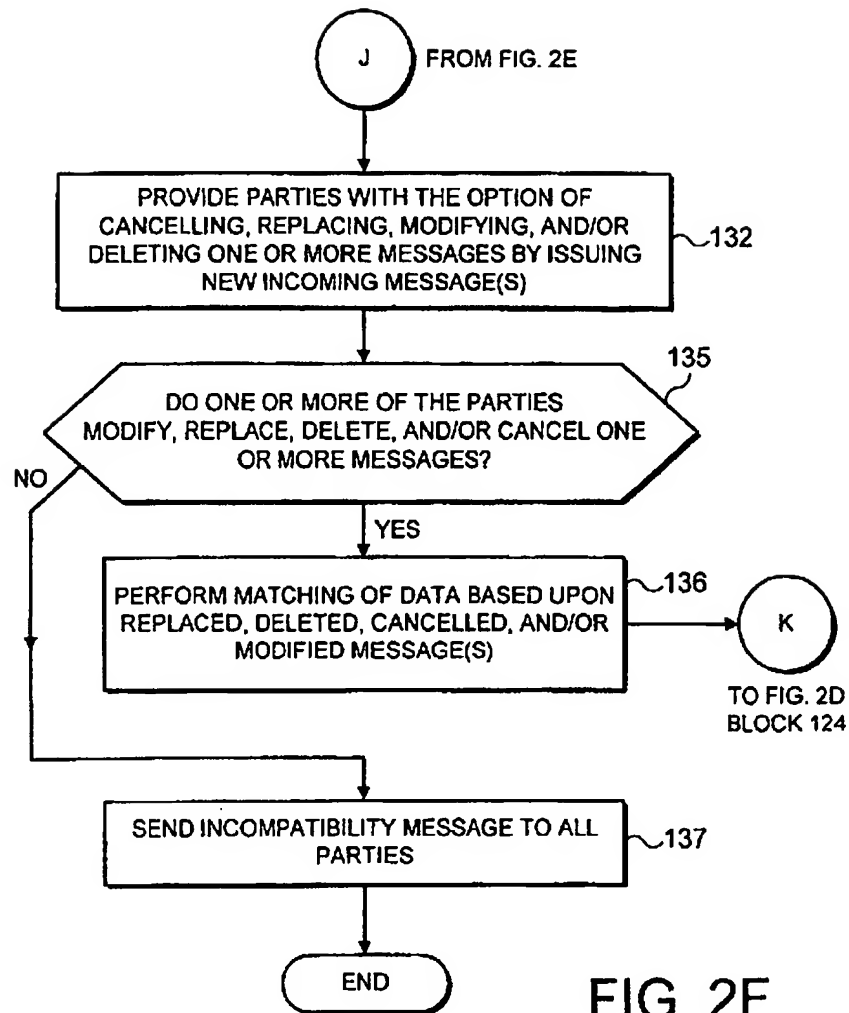 J
FROM FIG. 2E
PROVIDE PARTIES WITH THE OPTION OF
CANCELLING, REPLACING, MODIFYING, AND/OR
DELETING ONE OR MORE MESSAGES BY ISSUING
NEW INCOMING MESSAGE(S)
132
135
DO ONE OR MORE OF THE PARTIES
MODIFY, REPLACE, DELETE, AND/OR CANCEL ONE
OR MORE MESSAGES?
NO
YES
136
PERFORM MATCHING OF DATA BASED UPON
REPLACED, DELETED, CANCELLED, AND/OR
MODIFIED MESSAGE(S)
K
TO FIG. 2D
BLOCK 124
SEND INCOMPATIBILITY MESSAGE TO ALL
PARTIES
137
END
FIG. 2F